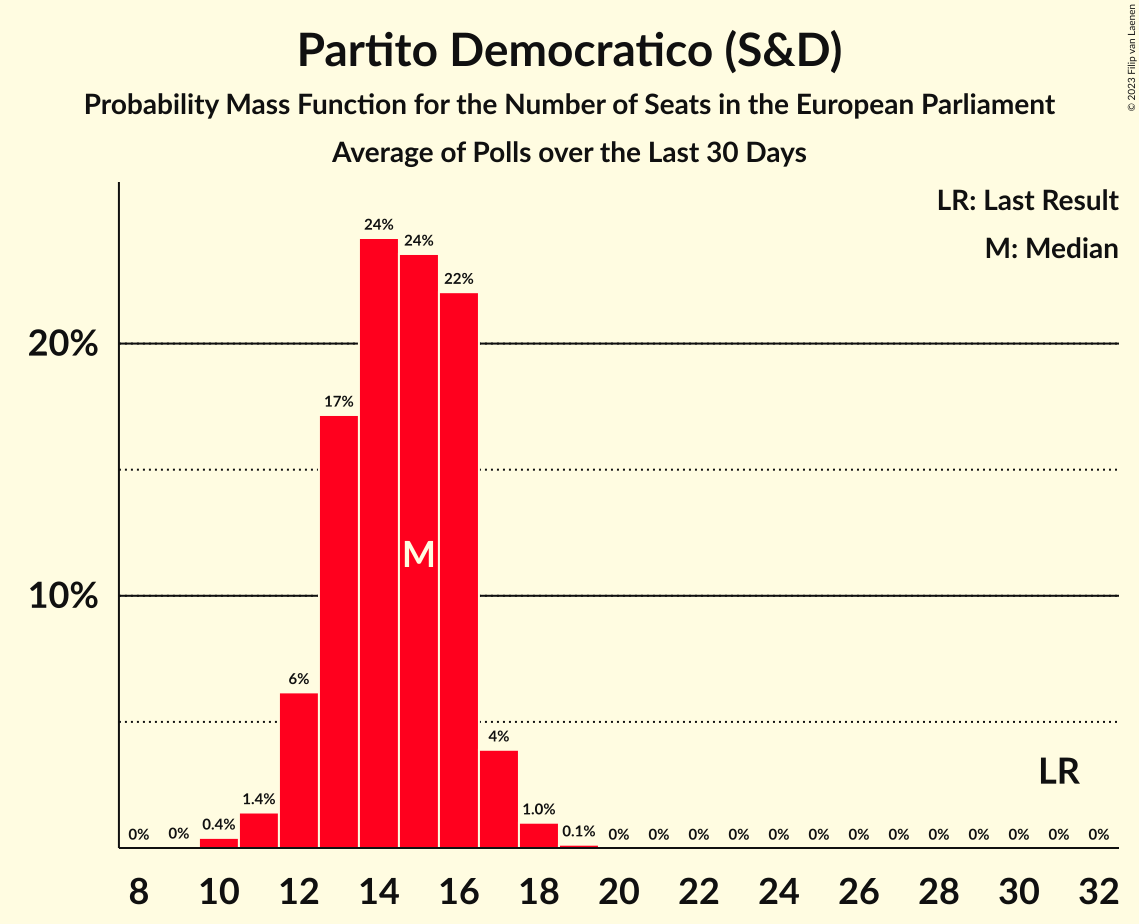 Partito Democratico (S&D)
Probability Mass Function for the Number of Seats in the European Parliament
Average of Polls over the Last 30 Days
© 2023 Filip van Laenen
LR: Last Result
M: Median
24%
24%
22%
20%
17%
M
10%
6%
4%
LR
0% 0% 0.4% 1.4% 1.0% 0.1% 0% 0% 0% 0% 0% 0% 0% 0% 0% 0% 0% 0% 0%
8 10 12 14 16 18 20 22 24 26 28 30 32